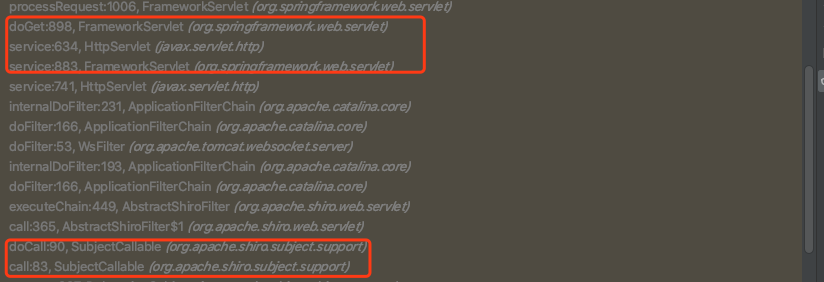 processRequest:1006, FrameworkServlet (org.springframework.web.servlet)
doGet:898, FrameworkServlet (org.springframework.web.servlet)
service:634, HttpServlet (javax.servlet.http)
service:883, FrameworkServlet (org.springframework.web.servlet)
service:741, HttpServlet (javax.servlet.http)
internalDoFilter:231, ApplicationFilterChain (org.apache.catalina.core)
doFilter:166, ApplicationFilterChain (org.apache.catalina.core)
doFilter:53, WsFilter (org.apache.tomcat.websocket.server)
internalDoFilter:193, ApplicationFilterChain (org.apache.catalina.core)
doFilter:166, ApplicationFilterChain (org.apache.catalina.core)
executeChain:449, AbstractShiroFilter (org.apache.shiro.web.servlet)
call:365, AbstractShiroFilter$1 (org.apache.shiro.web.servlet)
doCall:90, SubjectCallable (org.apache.shiro.subject.support)
call:83, SubjectCallable (org.apache.shiro.subject.support)